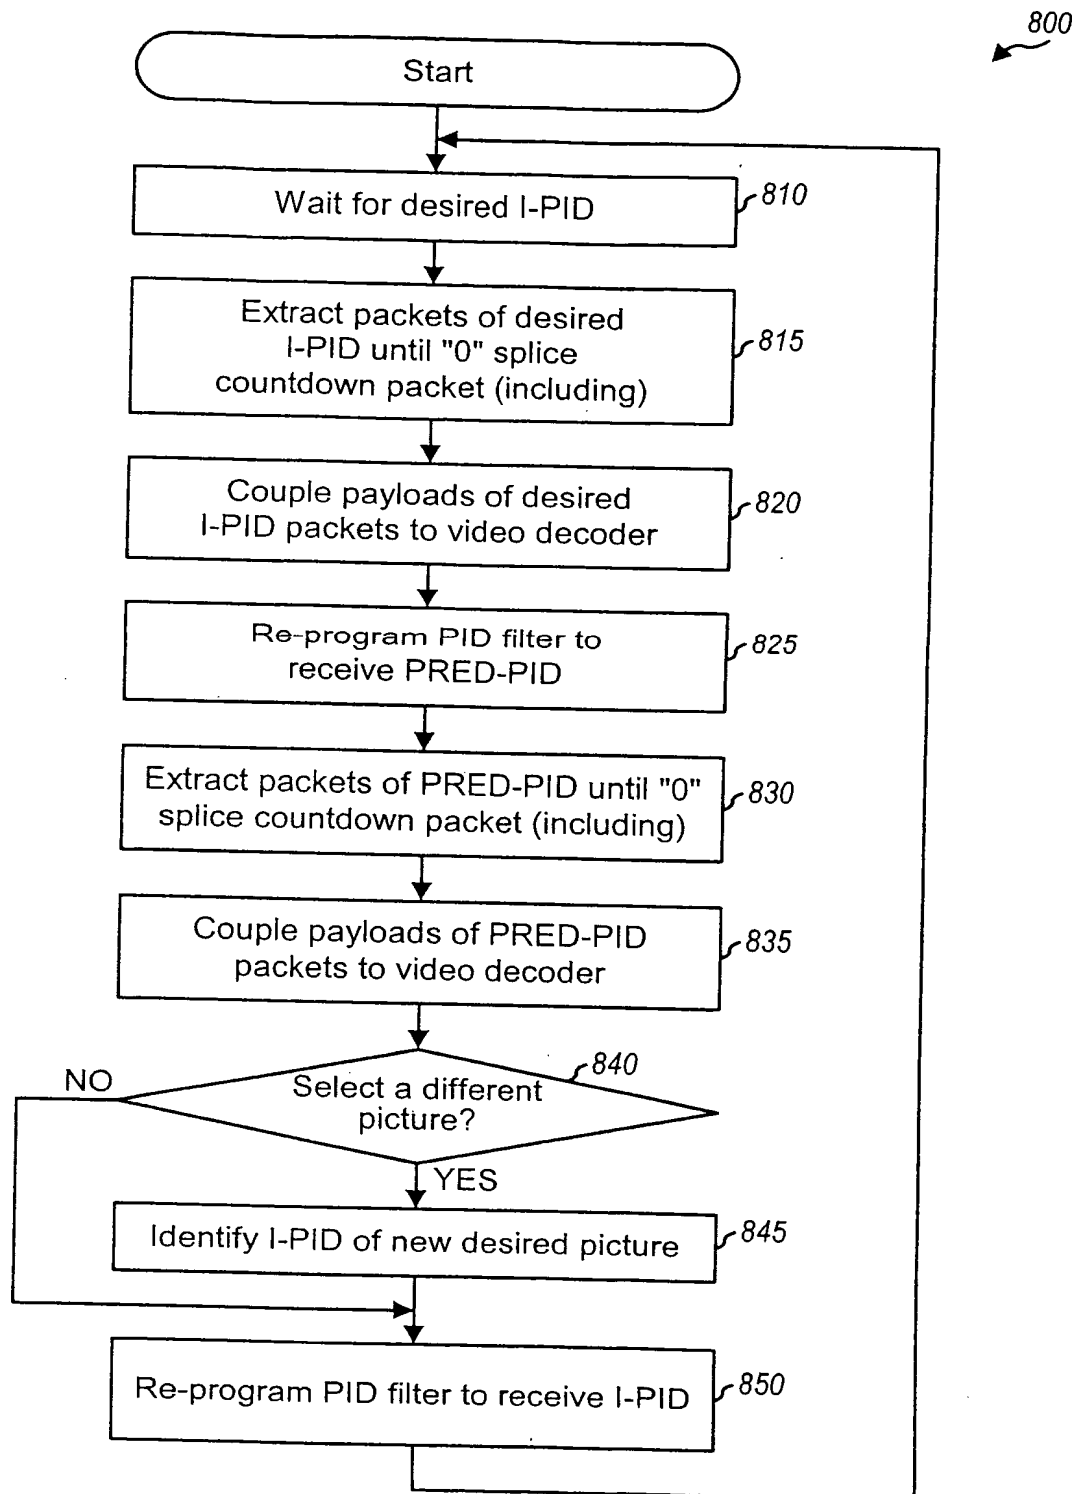 800
Start
Wait for desired I-PID
810
Extract packets of desired
I-PID until "0" splice
countdown packet (including)
815
Couple payloads of desired
I-PID packets to video decoder
820
Re-program PID filter to
receive PRED-PID
825
Extract packets of PRED-PID until "0"
splice countdown packet (including)
830
Couple payloads of PRED-PID
packets to video decoder
835
840
NO
Select a different
picture?
YES
Identify I-PID of new desired picture
845
Re-program PID filter to receive I-PID
850